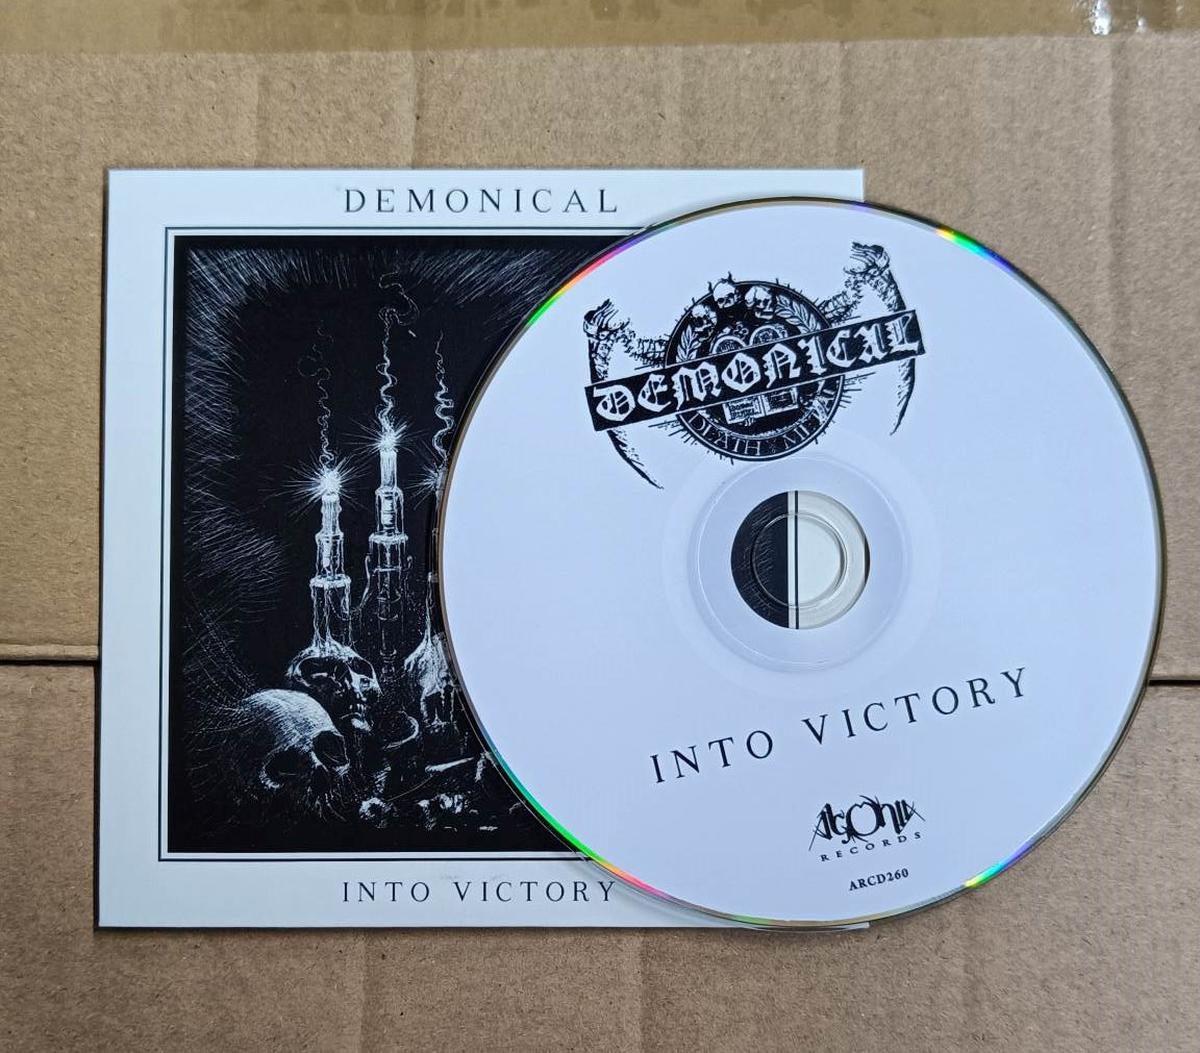 DEMONICAL
DEMONICAL
DEATH METAL
INTO VICTORY
Agonia
RECORDS
ARCD260
INTO VICTORY